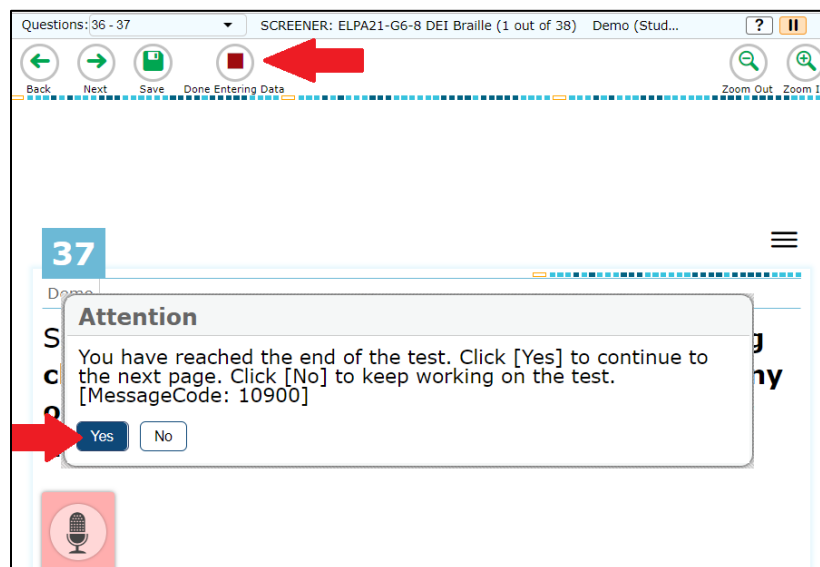 Questions: 36 - 37 SCREENER: ELPA21-G6-8 DEI Braille (1 out of 38) Demo (Stud... ?
Back Next Save Done Entering Data Zoom Out Zoom I
37
Attention
You have reached the end of the test. Click [Yes] to continue to
the next page. Click [No] to keep working on the test.
[MessageCode: 10900]
Yes No